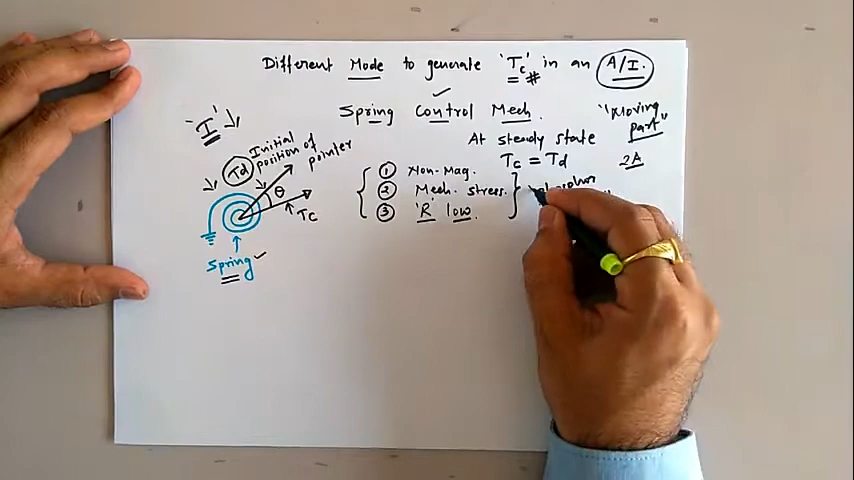 Different Mode to generate 'Tc' in an A/I.
Spring Control Mech.
"Moving part"
'I'
At steady state
Tc = Td
2A
Initial position of pointer
Td
θ
Tc
Spring
① Non-Mag.
② Mech. stress.
③ 'R' low.